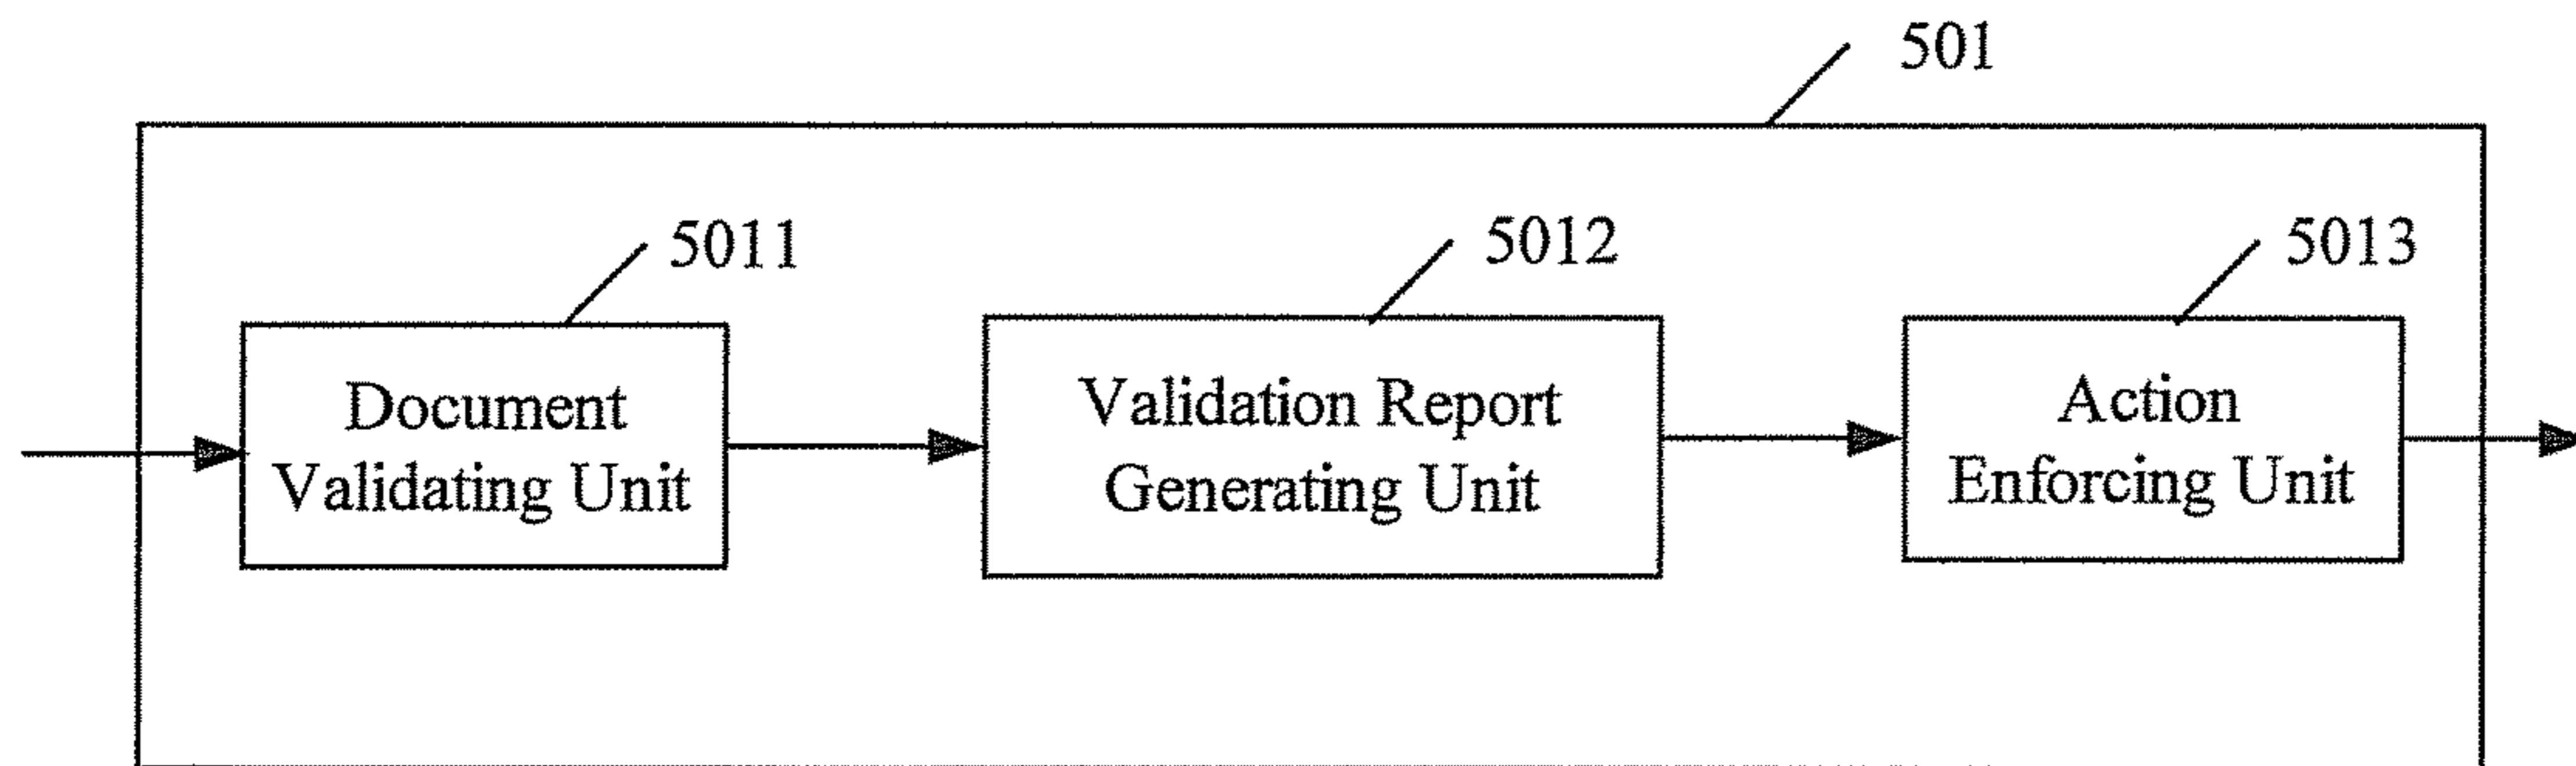 501
5011
5012
5013
Document
Validating Unit
Validation Report
Generating Unit
Action
Enforcing Unit